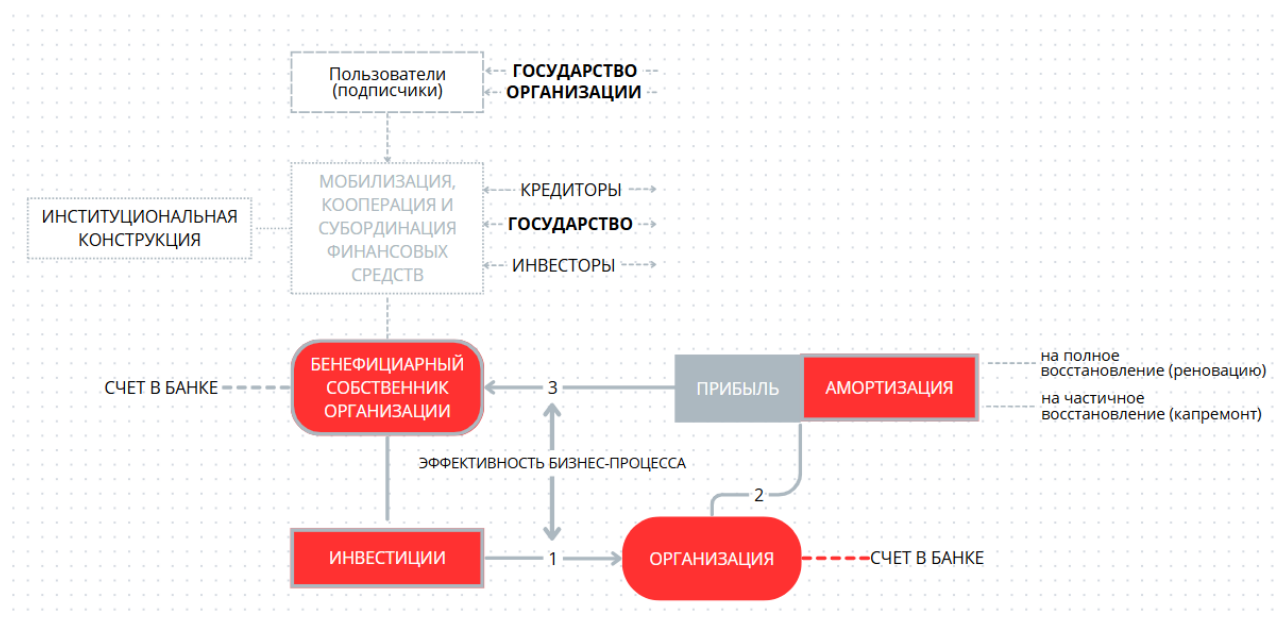 Пользователи
(подписчики)
ГОСУДАРСТВО
ОРГАНИЗАЦИИ
МОБИЛИЗАЦИЯ,
КООПЕРАЦИЯ И
СУБОРДИНАЦИЯ
ФИНАНСОВЫХ
СРЕДСТВ
КРЕДИТОРЫ
ГОСУДАРСТВО
ИНВЕСТОРЫ
ИНСТИТУЦИОНАЛЬНАЯ
КОНСТРУКЦИЯ
СЧЕТ В БАНКЕ
БЕНЕФИЦИАРНЫЙ
СОБСТВЕННИК
ОРГАНИЗАЦИИ
3
ПРИБЫЛЬ
АМОРТИЗАЦИЯ
на полное
восстановление (реновацию)
на частичное
восстановление (капремонт)
ЭФФЕКТИВНОСТЬ БИЗНЕС-ПРОЦЕССА
2
ИНВЕСТИЦИИ
1
ОРГАНИЗАЦИЯ
СЧЕТ В БАНКЕ